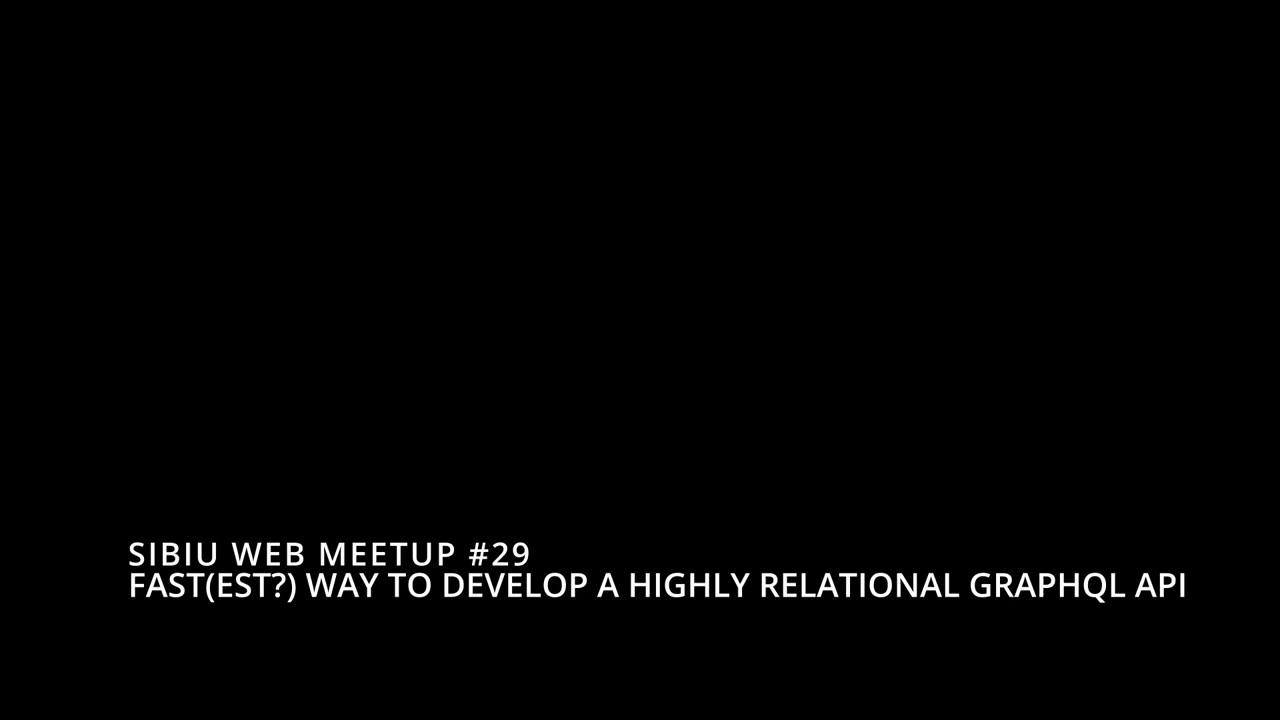 SIBIU WEB MEETUP #29
FAST(EST?) WAY TO DEVELOP A HIGHLY RELATIONAL GRAPHQL API